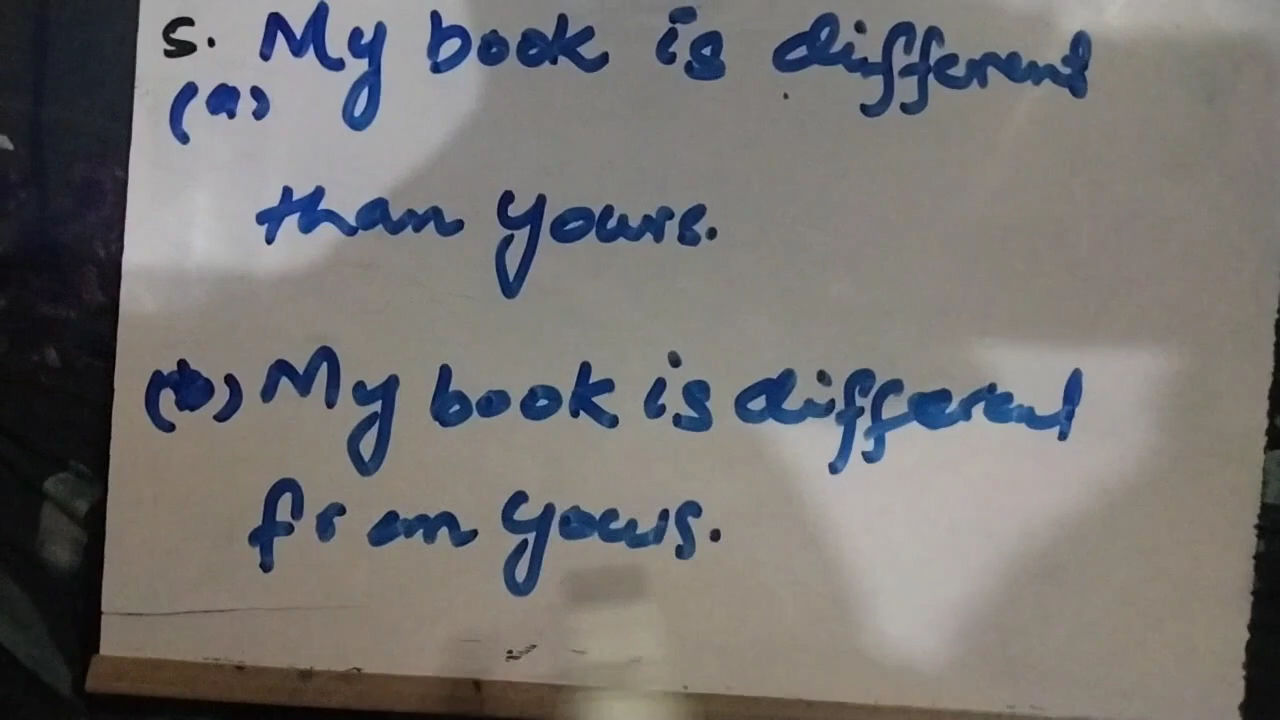 5. My book is different
(a)
than yours.
(b) My book is different
from yours.